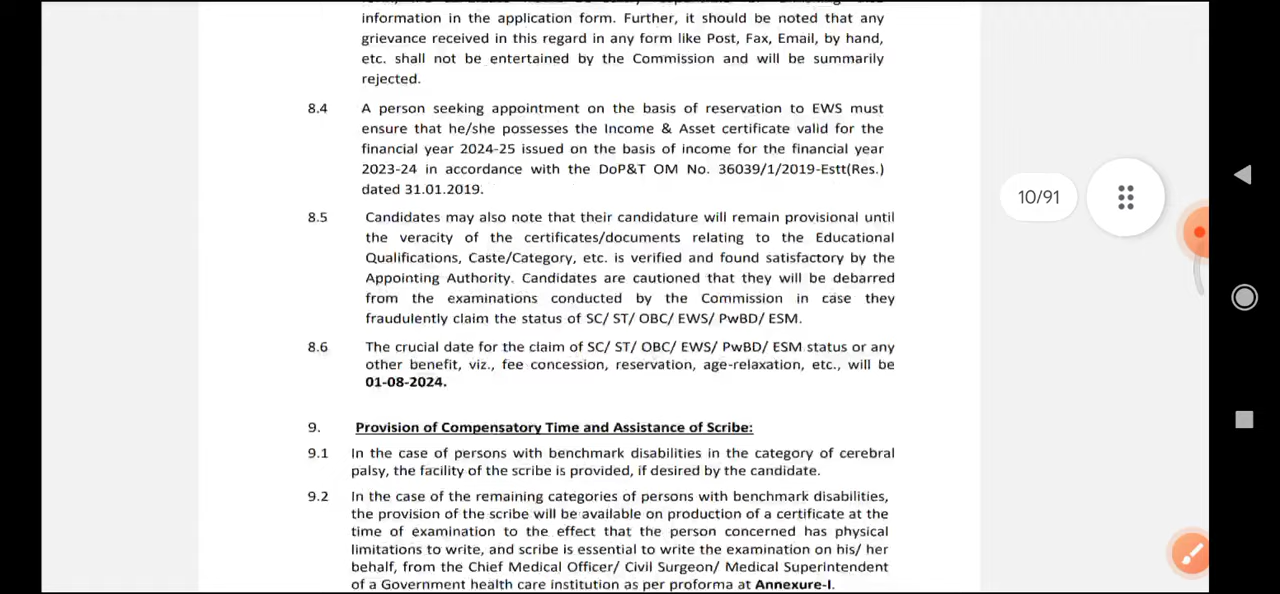 information in the application form. Further, it should be noted that any
grievance received in this regard in any form like Post, Fax, Email, by hand,
etc. shall not be entertained by the Commission and will be summarily
rejected.
8.4 A person seeking appointment on the basis of reservation to EWS must
ensure that he/she possesses the Income & Asset certificate valid for the
financial year 2024-25 issued on the basis of income for the financial year
2023-24 in accordance with the DoP&T OM No. 36039/1/2019-Estt(Res.)
dated 31.01.2019.
10/91
8.5 Candidates may also note that their candidature will remain provisional until
the veracity of the certificates/documents relating to the Educational
Qualifications, Caste/Category, etc. is verified and found satisfactory by the
Appointing Authority. Candidates are cautioned that they will be debarred
from the examinations conducted by the Commission in case they
fraudulently claim the status of SC/ ST/ OBC/ EWS/ PwBD/ ESM.
8.6 The crucial date for the claim of SC/ ST/ OBC/ EWS/ PwBD/ ESM status or any
other benefit, viz., fee concession, reservation, age-relaxation, etc., will be
01-08-2024.
9. Provision of Compensatory Time and Assistance of Scribe:
9.1 In the case of persons with benchmark disabilities in the category of cerebral
palsy, the facility of the scribe is provided, if desired by the candidate.
9.2 In the case of the remaining categories of persons with benchmark disabilities,
the provision of the scribe will be available on production of a certificate at the
time of examination to the effect that the person concerned has physical
limitations to write, and scribe is essential to write the examination on his/ her
behalf, from the Chief Medical Officer/ Civil Surgeon/ Medical Superintendent
of a Government health care institution as per proforma at Annexure-I.